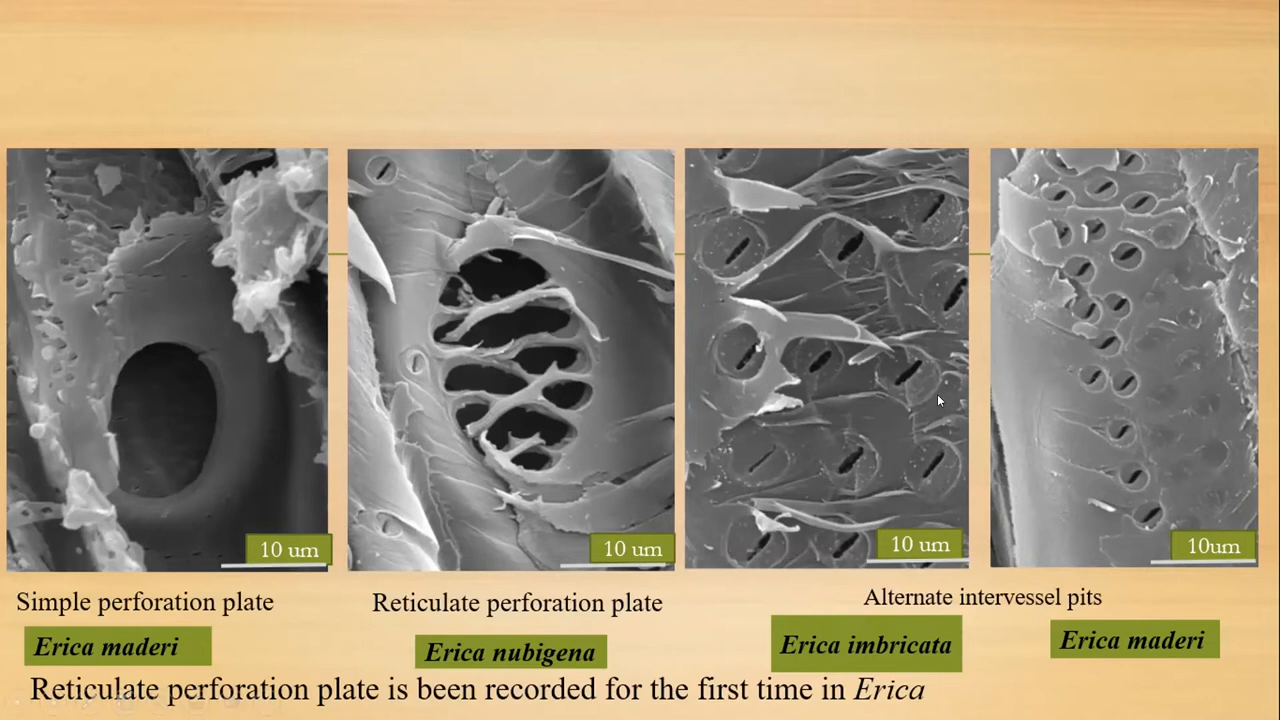 10 um
10 um
10 um
10um
Simple perforation plate
Reticulate perforation plate
Alternate intervessel pits
Erica maderi
Erica nubigena
Erica imbricata
Erica maderi
Reticulate perforation plate is been recorded for the first time in Erica